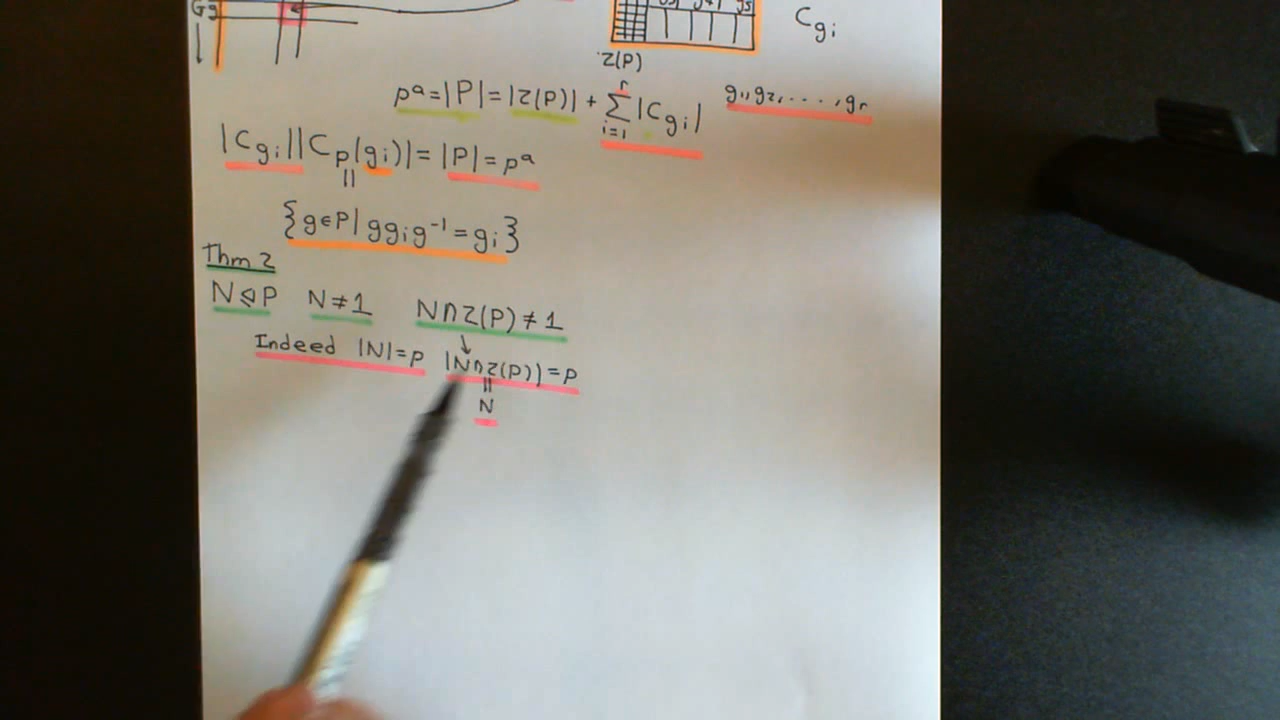 G g
C_{g_i}
Z(P)
p^a = |P| = |Z(P)| + \sum_{i=1}^{r} |C_{g_i}| g_1, g_2, ....., g_r
|C_{g_i}||C_P(g_i)| = |P| = p^a
||
{g∈P| g g_i g^{-1} = g_i}
Thm 2
N ⊴ P N ≠ 1 N∩Z(P) ≠ 1
Indeed |N|=p |N∩Z(P)| = p
||
N